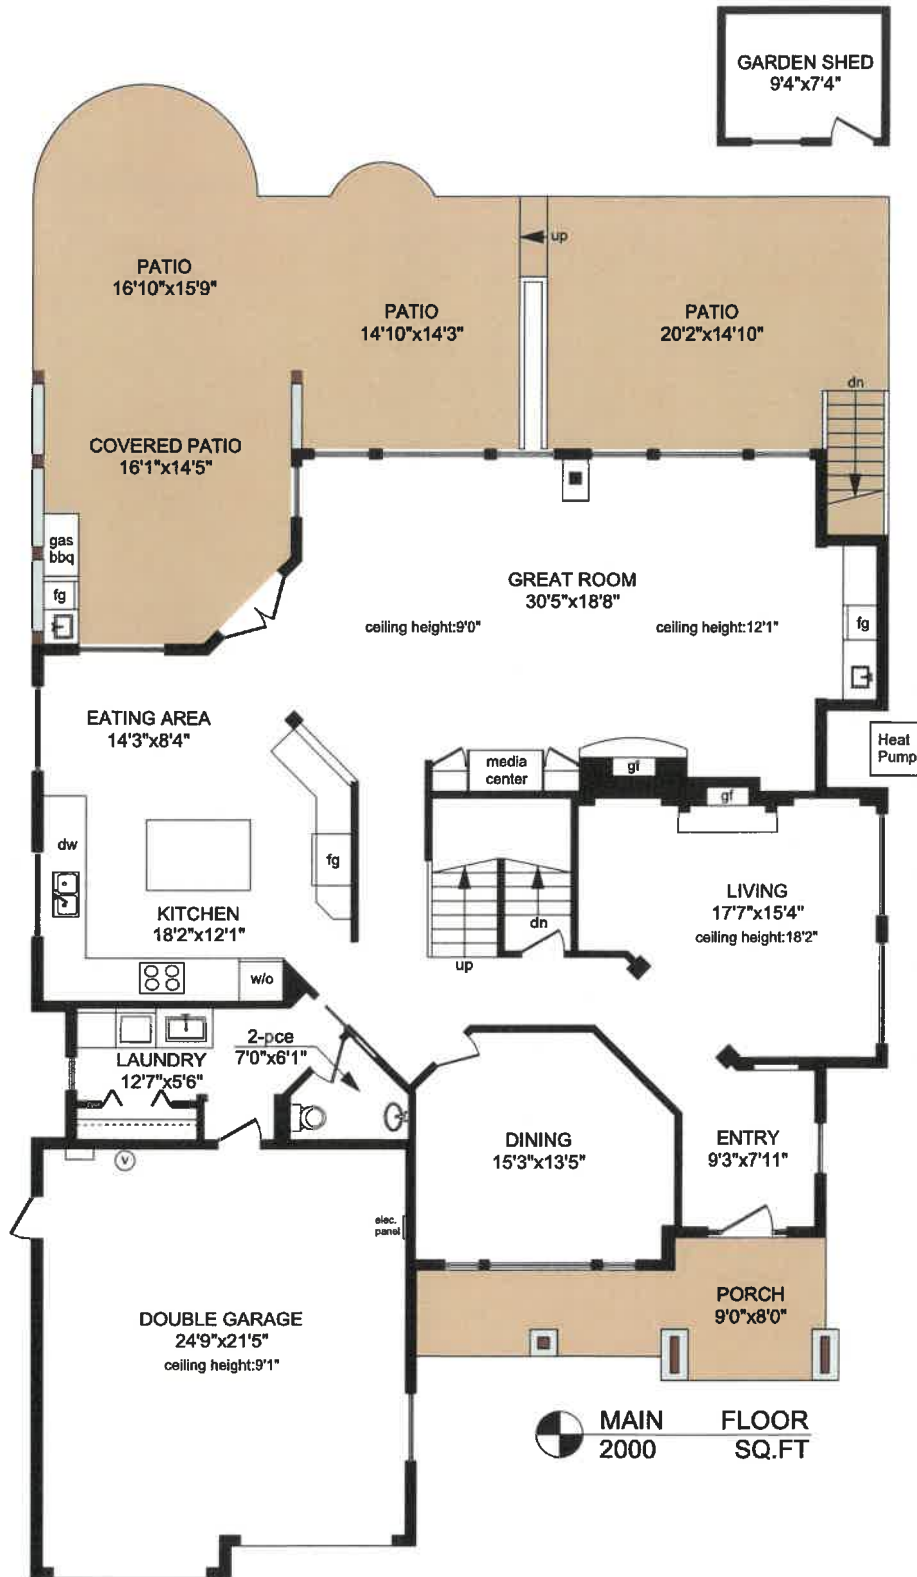 GARDEN SHED
9'4"x7'4"
up
PATIO
16'10"x15'9"
PATIO
14'10"x14'3"
PATIO
20'2"x14'10"
dn
COVERED PATIO
16'1"x14'5"
gas
bbq
fg
GREAT ROOM
30'5"x18'8"
ceiling height:9'0"
ceiling height:12'1"
fg
EATING AREA
14'3"x8'4"
Heat
Pump
media
center
gf
gf
dw
fg
LIVING
17'7"x15'4"
ceiling height:18'2"
KITCHEN
18'2"x12'1"
dn
up
w/o
2-pce
7'0"x6'1"
LAUNDRY
12'7"x5'6"
DINING
15'3"x13'5"
ENTRY
9'3"x7'11"
V
elec.
panel
PORCH
9'0"x8'0"
DOUBLE GARAGE
24'9"x21'5"
ceiling height:9'1"
MAIN FLOOR
2000 SQ.FT